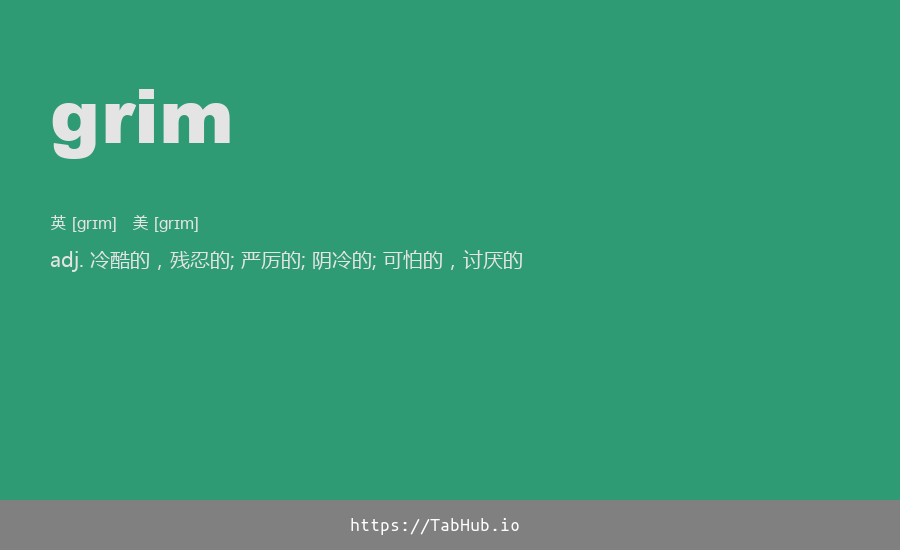 grim
英 [grɪm] 美 [grɪm]
adj. 冷酷的，残忍的; 严厉的; 阴冷的; 可怕的，讨厌的
https://TabHub.io